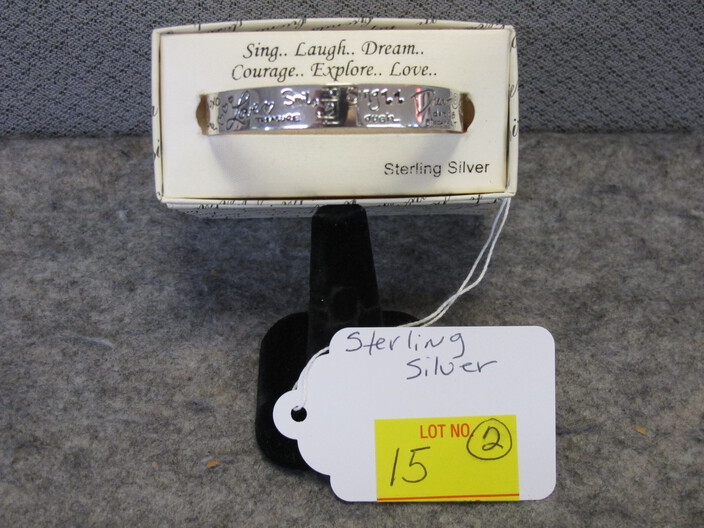 Sing.. Laugh.. Dream..
Courage.. Explore.. Love..
Sterling Silver
Sterling
Silver
LOT NO. 2
15